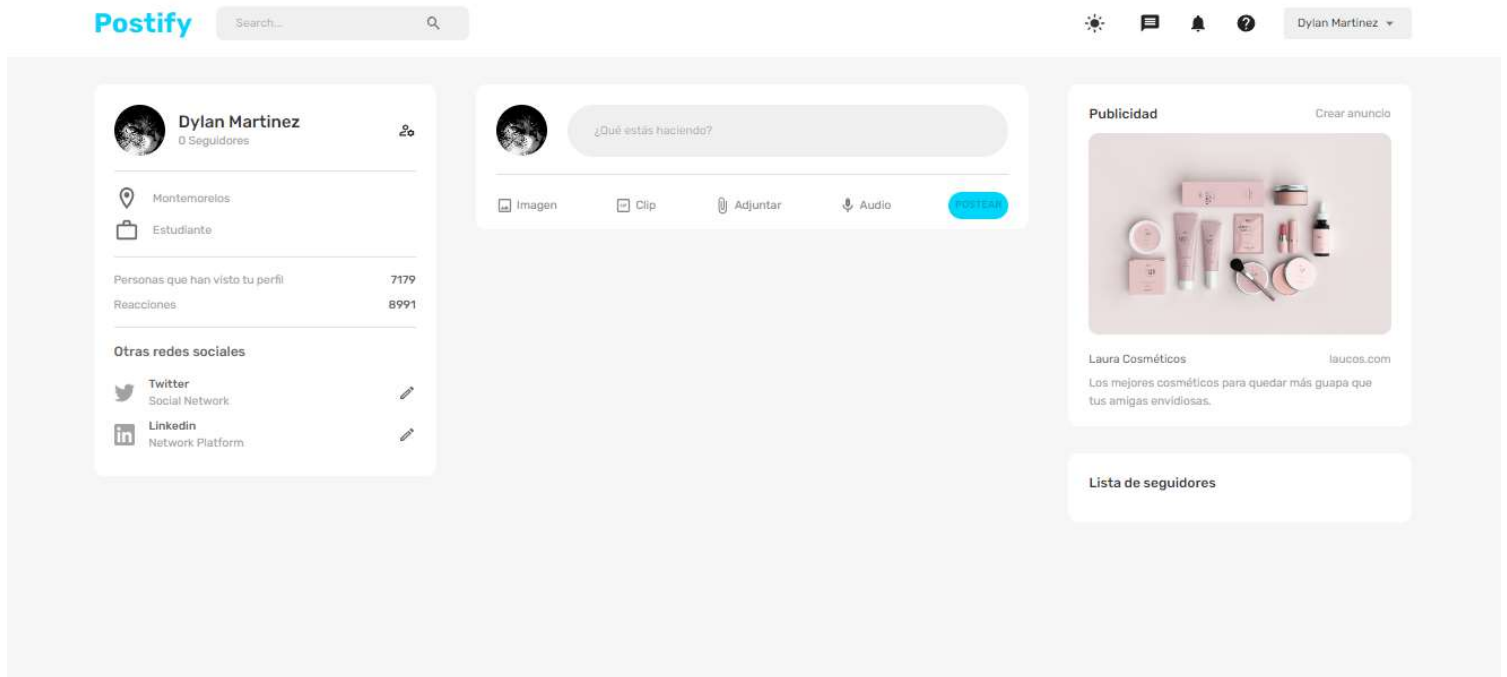 Postify
Search...
Dylan Martinez
Dylan Martinez
0 Seguidores
Montemorelos
Estudiante
Personas que han visto tu perfil 7179
Reacciones 8991
Otras redes sociales
Twitter
Social Network
Linkedin
Network Platform
¿Qué estás haciendo?
Imagen Clip Adjuntar Audio POSTEAR
Publicidad Crear anuncio
Laura Cosméticos laucos.com
Los mejores cosméticos para quedar más guapa que
tus amigas envidiosas.
Lista de seguidores